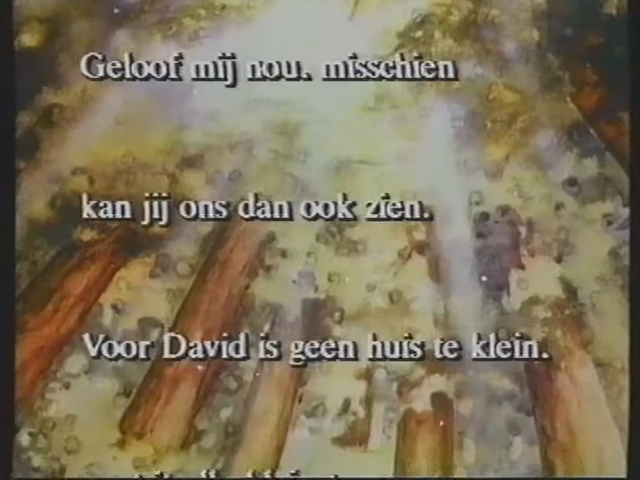 Geloof mij nou. misschien
kan jij ons dan ook zien.
Voor David is geen huis te klein.